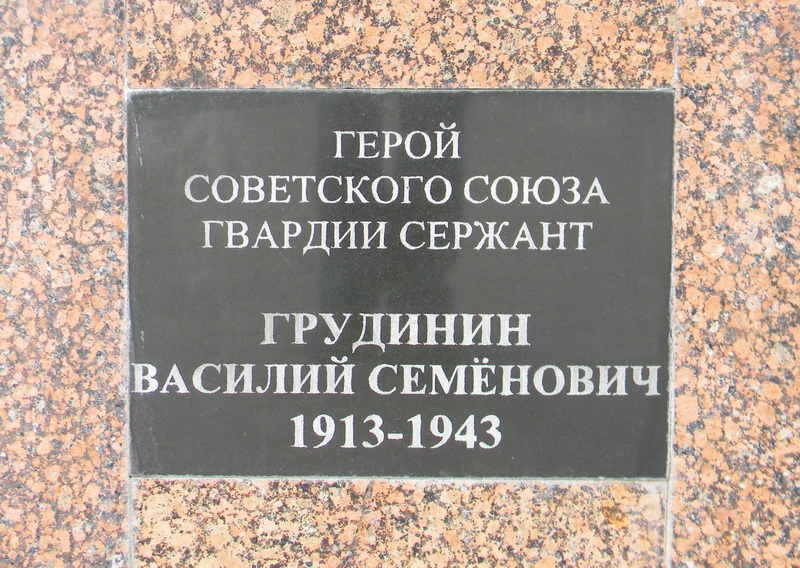 ГЕРОЙ
СОВЕТСКОГО СОЮЗА
ГВАРДИИ СЕРЖАНТ
ГРУДИНИН
ВАСИЛИЙ СЕМЁНОВИЧ
1913-1943